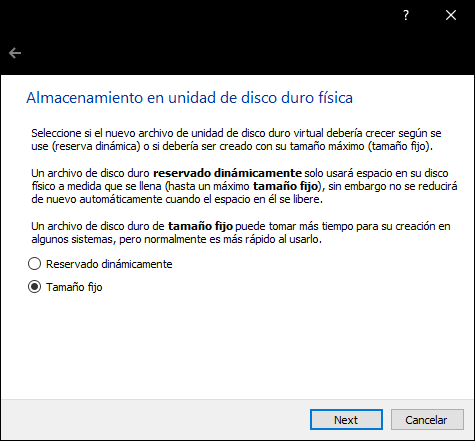 ?
Almacenamiento en unidad de disco duro física
Seleccione si el nuevo archivo de unidad de disco duro virtual debería crecer según se
use (reserva dinámica) o si debería ser creado con su tamaño máximo (tamaño fijo).
Un archivo de disco duro reservado dinámicamente solo usará espacio en su disco
físico a medida que se llena (hasta un máximo tamaño fijo), sin embargo no se reducirá
de nuevo automáticamente cuando el espacio en él se libere.
Un archivo de disco duro de tamaño fijo puede tomar más tiempo para su creación en
algunos sistemas, pero normalmente es más rápido al usarlo.
Reservado dinámicamente
Tamaño fijo
Next
Cancelar